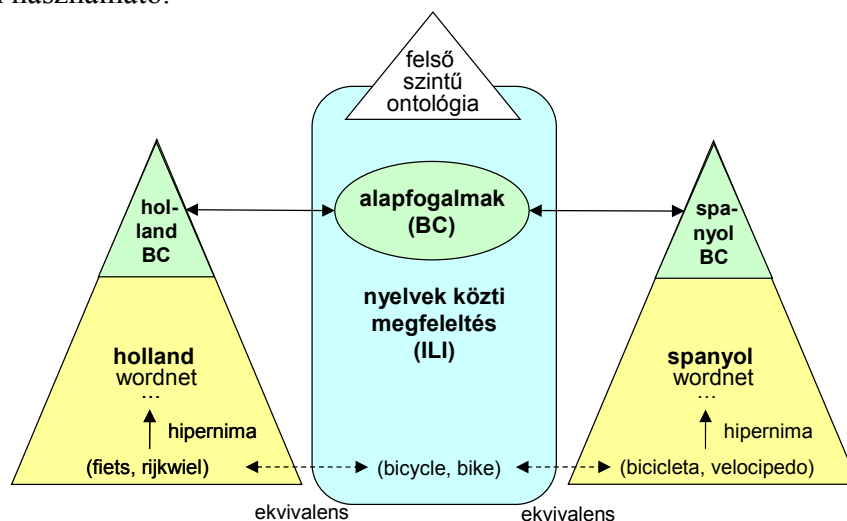 használható.
felső
szintű
ontológia
hol-
land
BC
alapfogalmak
(BC)
spa-
nyol
BC
nyelvek közti
megfeleltés
(ILI)
holland
wordnet
...
hipernima
(fiets, rijkwiel)
(bicycle, bike)
spanyol
wordnet
...
hipernima
(bicicleta, velocipedo)
ekvivalens
ekvivalens